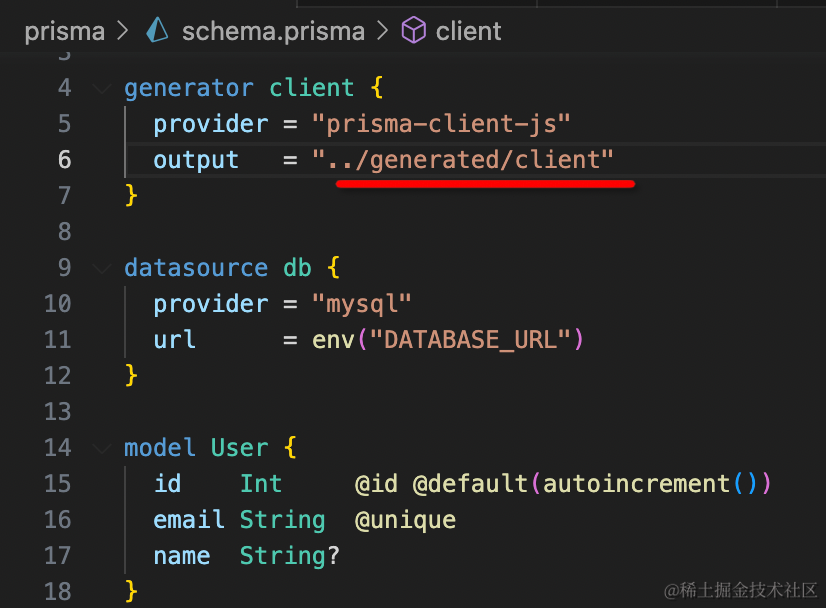 prisma > schema.prisma > client
3
4 generator client {
5 provider = "prisma-client-js"
6 output   = "../generated/client"
7 }
8
9 datasource db {
10 provider = "mysql"
11 url      = env("DATABASE_URL")
12 }
13
14 model User {
15 id    Int     @id @default(autoincrement())
16 email String  @unique
17 name  String?
18 }
@稀土掘金技术社区